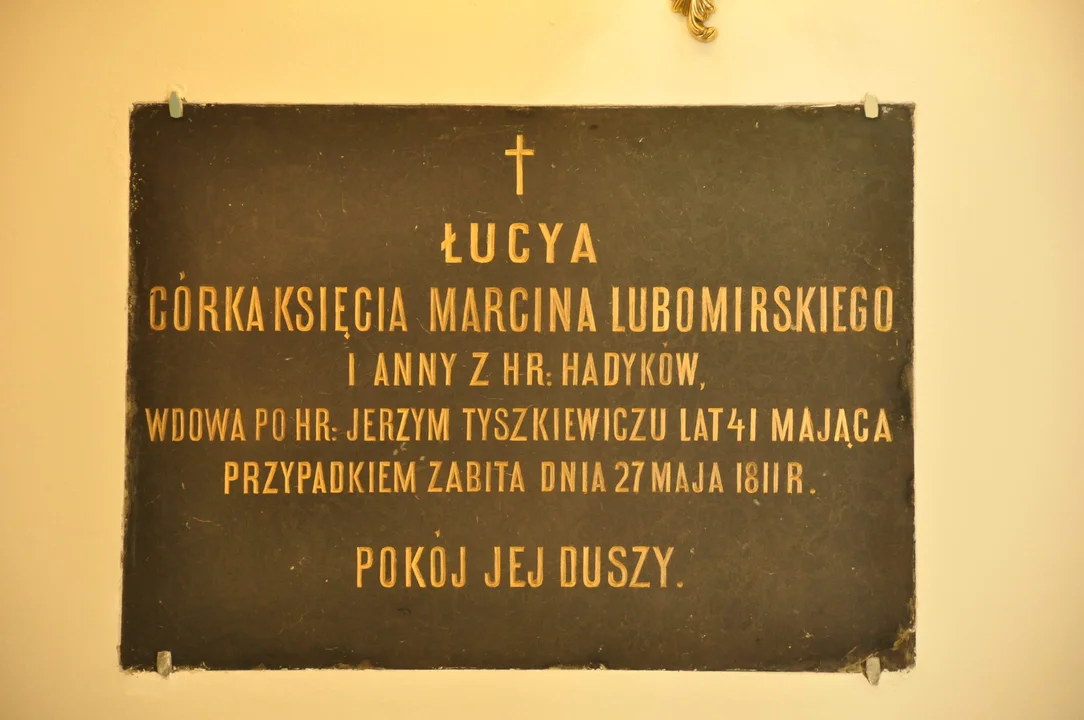 ŁUCYA
CÓRKA KSIĘCIA MARCINA LUBOMIRSKIEGO
I ANNY Z HR: HADYKÓW,
WDOWA PO HR: JERZYM TYSZKIEWICZU LAT 41 MAJĄCA
PRZYPADKIEM ZABITA DNIA 27 MAJA 1811 R.
POKÓJ JEJ DUSZY.